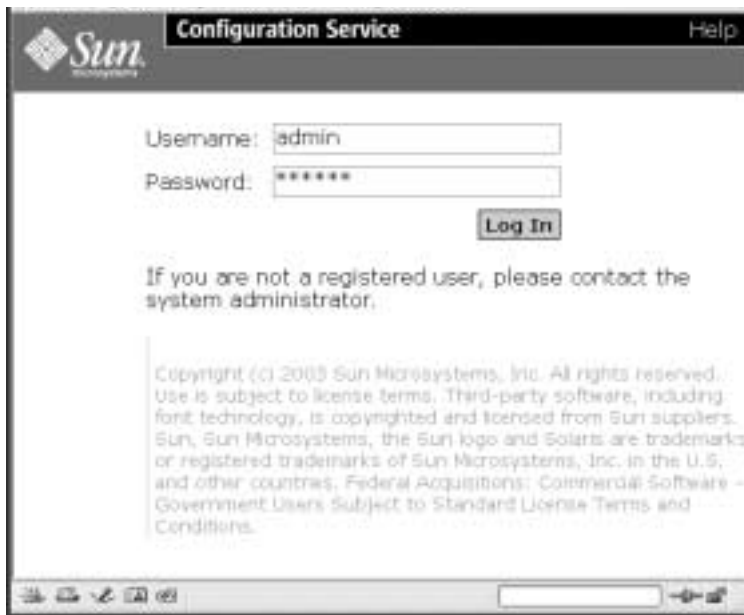 Sun
microsystems
Configuration Service
Help
Username: admin
Password: ******
Log In
If you are not a registered user, please contact the
system administrator.
Copyright (c) 2003 Sun Microsystems, Inc. All rights reserved.
Use is subject to license terms. Third-party software, including
font technology, is copyrighted and licensed from Sun suppliers.
Sun, Sun Microsystems, the Sun logo and Solaris are trademarks
or registered trademarks of Sun Microsystems, Inc. in the U.S.
and other countries. Federal Acquisitions: Commercial Software -
Government Users Subject to Standard License Terms and
Conditions.